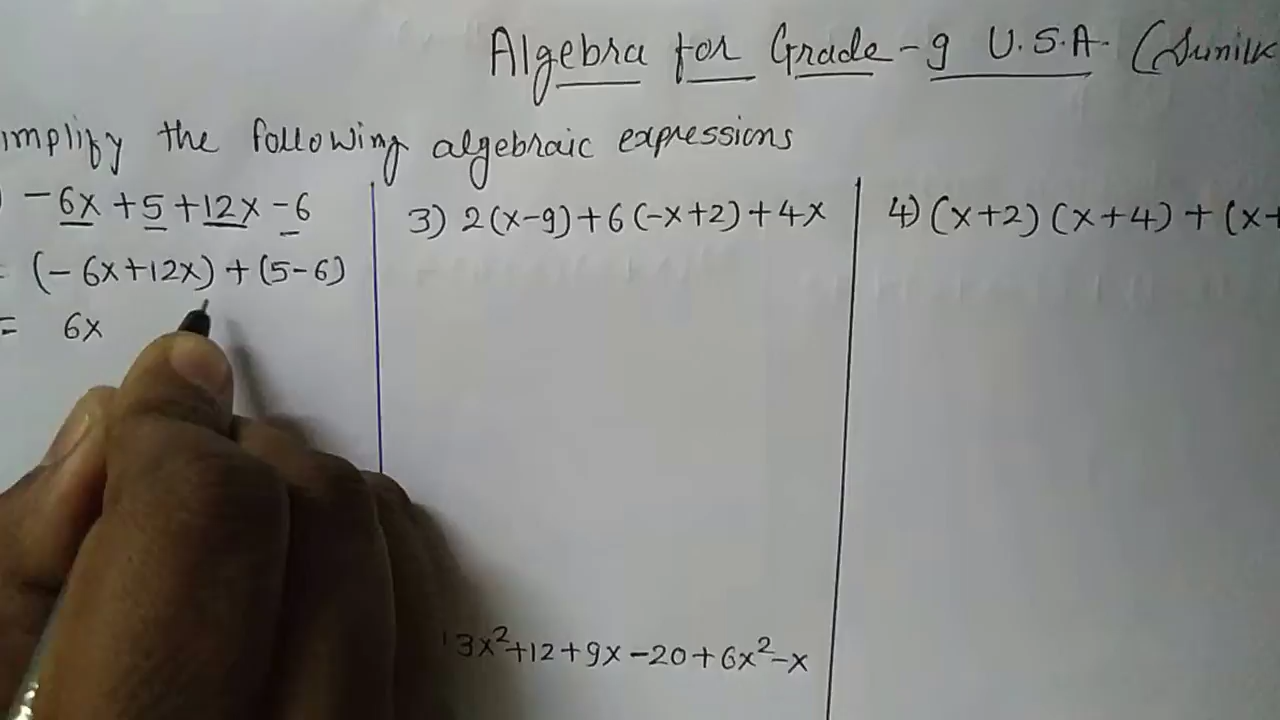 Algebra for Grade-9 U.S.A. (Sunilk
implify the following algebraic expressions
-6x +5 +12x -6
= (-6x+12x) + (5-6)
= 6x
3) 2(x-9)+6(-x+2)+4x
3x²+12+9x-20+6x²-x
4) (x+2) (x+4) + (x+